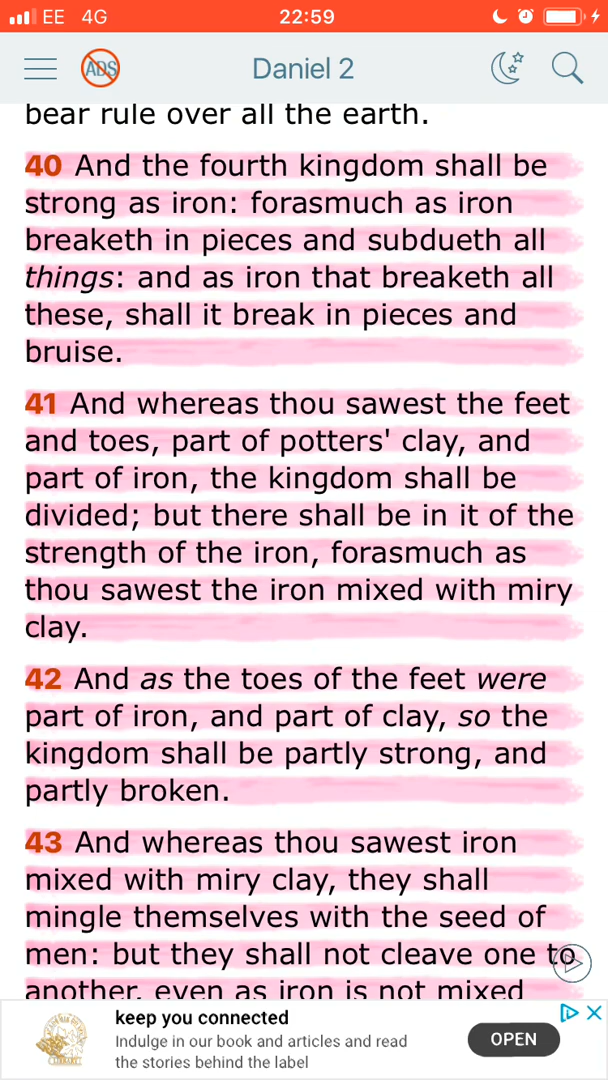 EE 4G 22:59
ADS Daniel 2
bear rule over all the earth.
40 And the fourth kingdom shall be
strong as iron: forasmuch as iron
breaketh in pieces and subdueth all
things: and as iron that breaketh all
these, shall it break in pieces and
bruise.
41 And whereas thou sawest the feet
and toes, part of potters' clay, and
part of iron, the kingdom shall be
divided; but there shall be in it of the
strength of the iron, forasmuch as
thou sawest the iron mixed with miry
clay.
42 And as the toes of the feet were
part of iron, and part of clay, so the
kingdom shall be partly strong, and
partly broken.
43 And whereas thou sawest iron
mixed with miry clay, they shall
mingle themselves with the seed of
men: but they shall not cleave one to
another, even as iron is not mixed
keep you connected
Indulge in our book and articles and read
the stories behind the label
OPEN